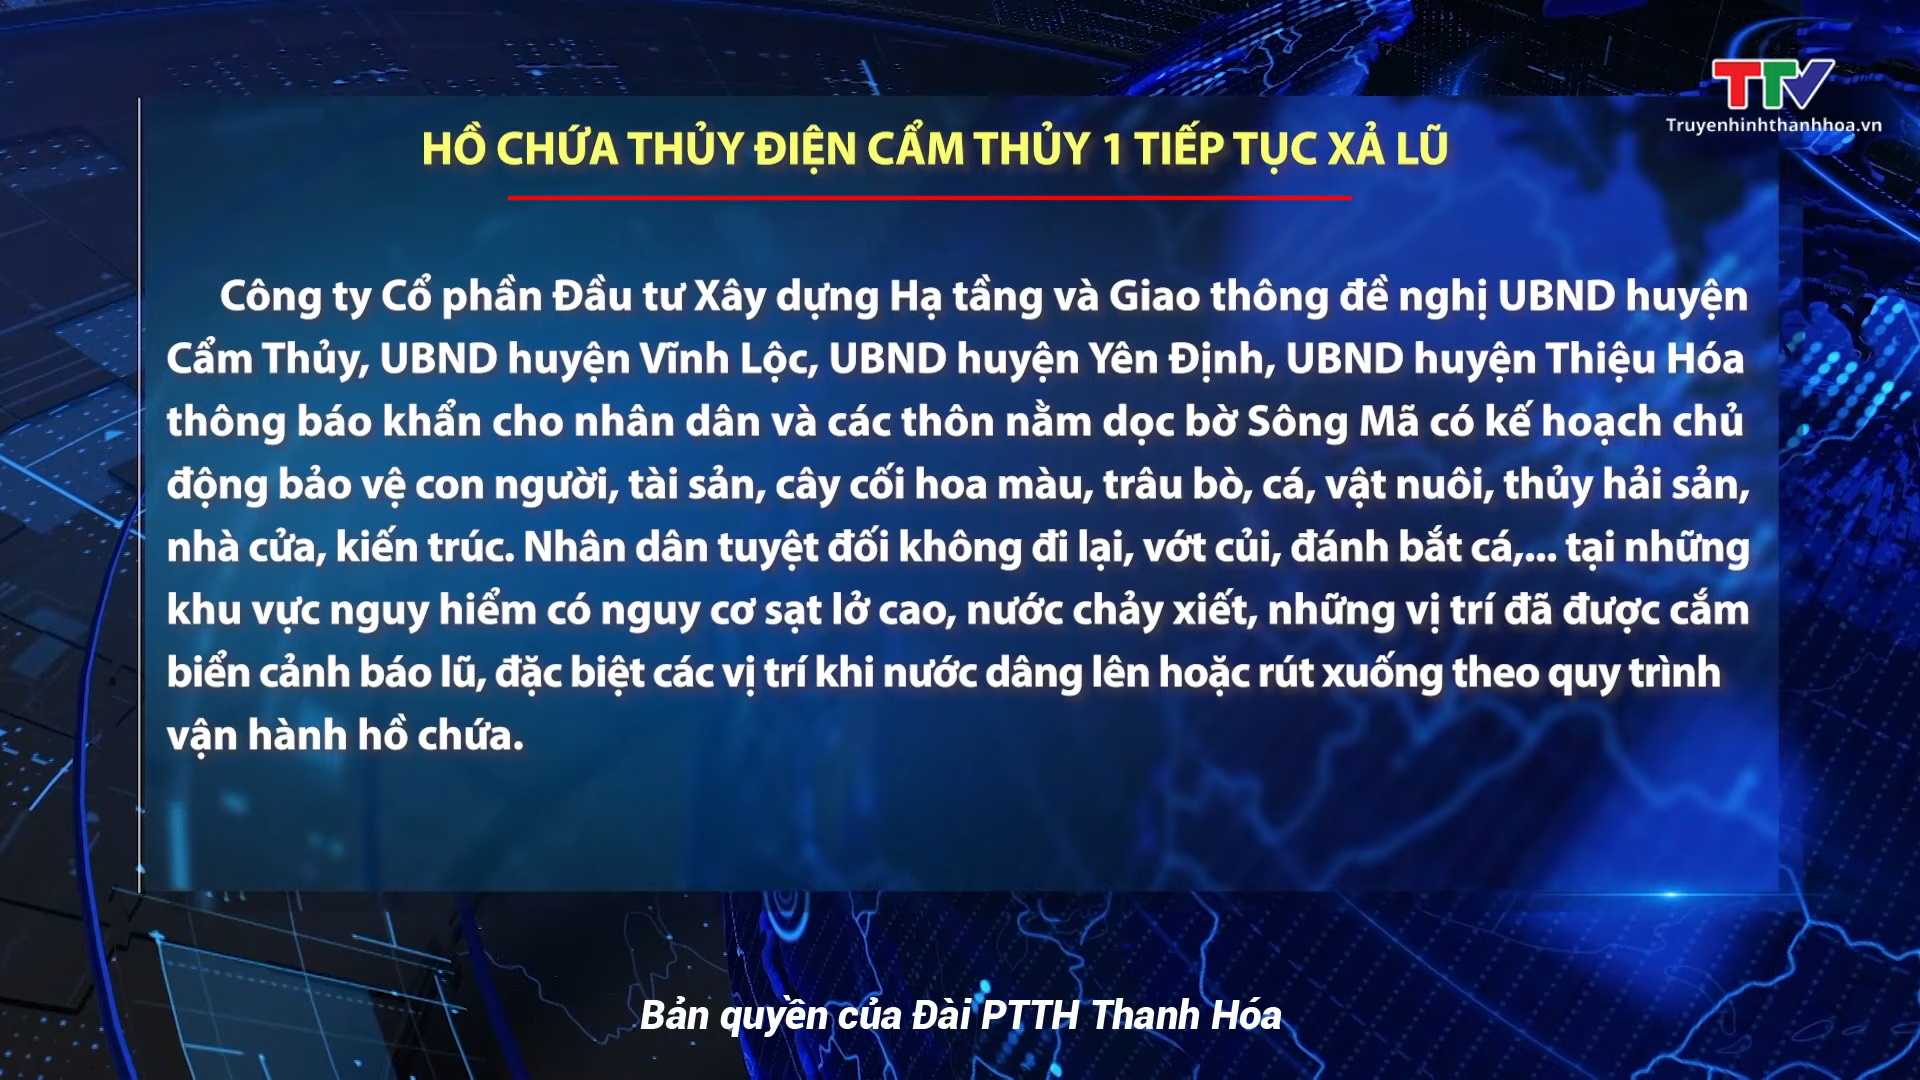 TTV
Truyenhinhthanhhoa.vn
HỒ CHỨA THỦY ĐIỆN CẨM THỦY 1 TIẾP TỤC XẢ LŨ
Công ty Cổ phần Đầu tư Xây dựng Hạ tầng và Giao thông đề nghị UBND huyện
Cẩm Thủy, UBND huyện Vĩnh Lộc, UBND huyện Yên Định, UBND huyện Thiệu Hóa
thông báo khẩn cho nhân dân và các thôn nằm dọc bờ Sông Mã có kế hoạch chủ
động bảo vệ con người, tài sản, cây cối hoa màu, trâu bò, cá, vật nuôi, thủy hải sản,
nhà cửa, kiến trúc. Nhân dân tuyệt đối không đi lại, vớt củi, đánh bắt cá,... tại những
khu vực nguy hiểm có nguy cơ sạt lở cao, nước chảy xiết, những vị trí đã được cắm
biển cảnh báo lũ, đặc biệt các vị trí khi nước dâng lên hoặc rút xuống theo quy trình
vận hành hồ chứa.
Bản quyền của Đài PTTH Thanh Hóa